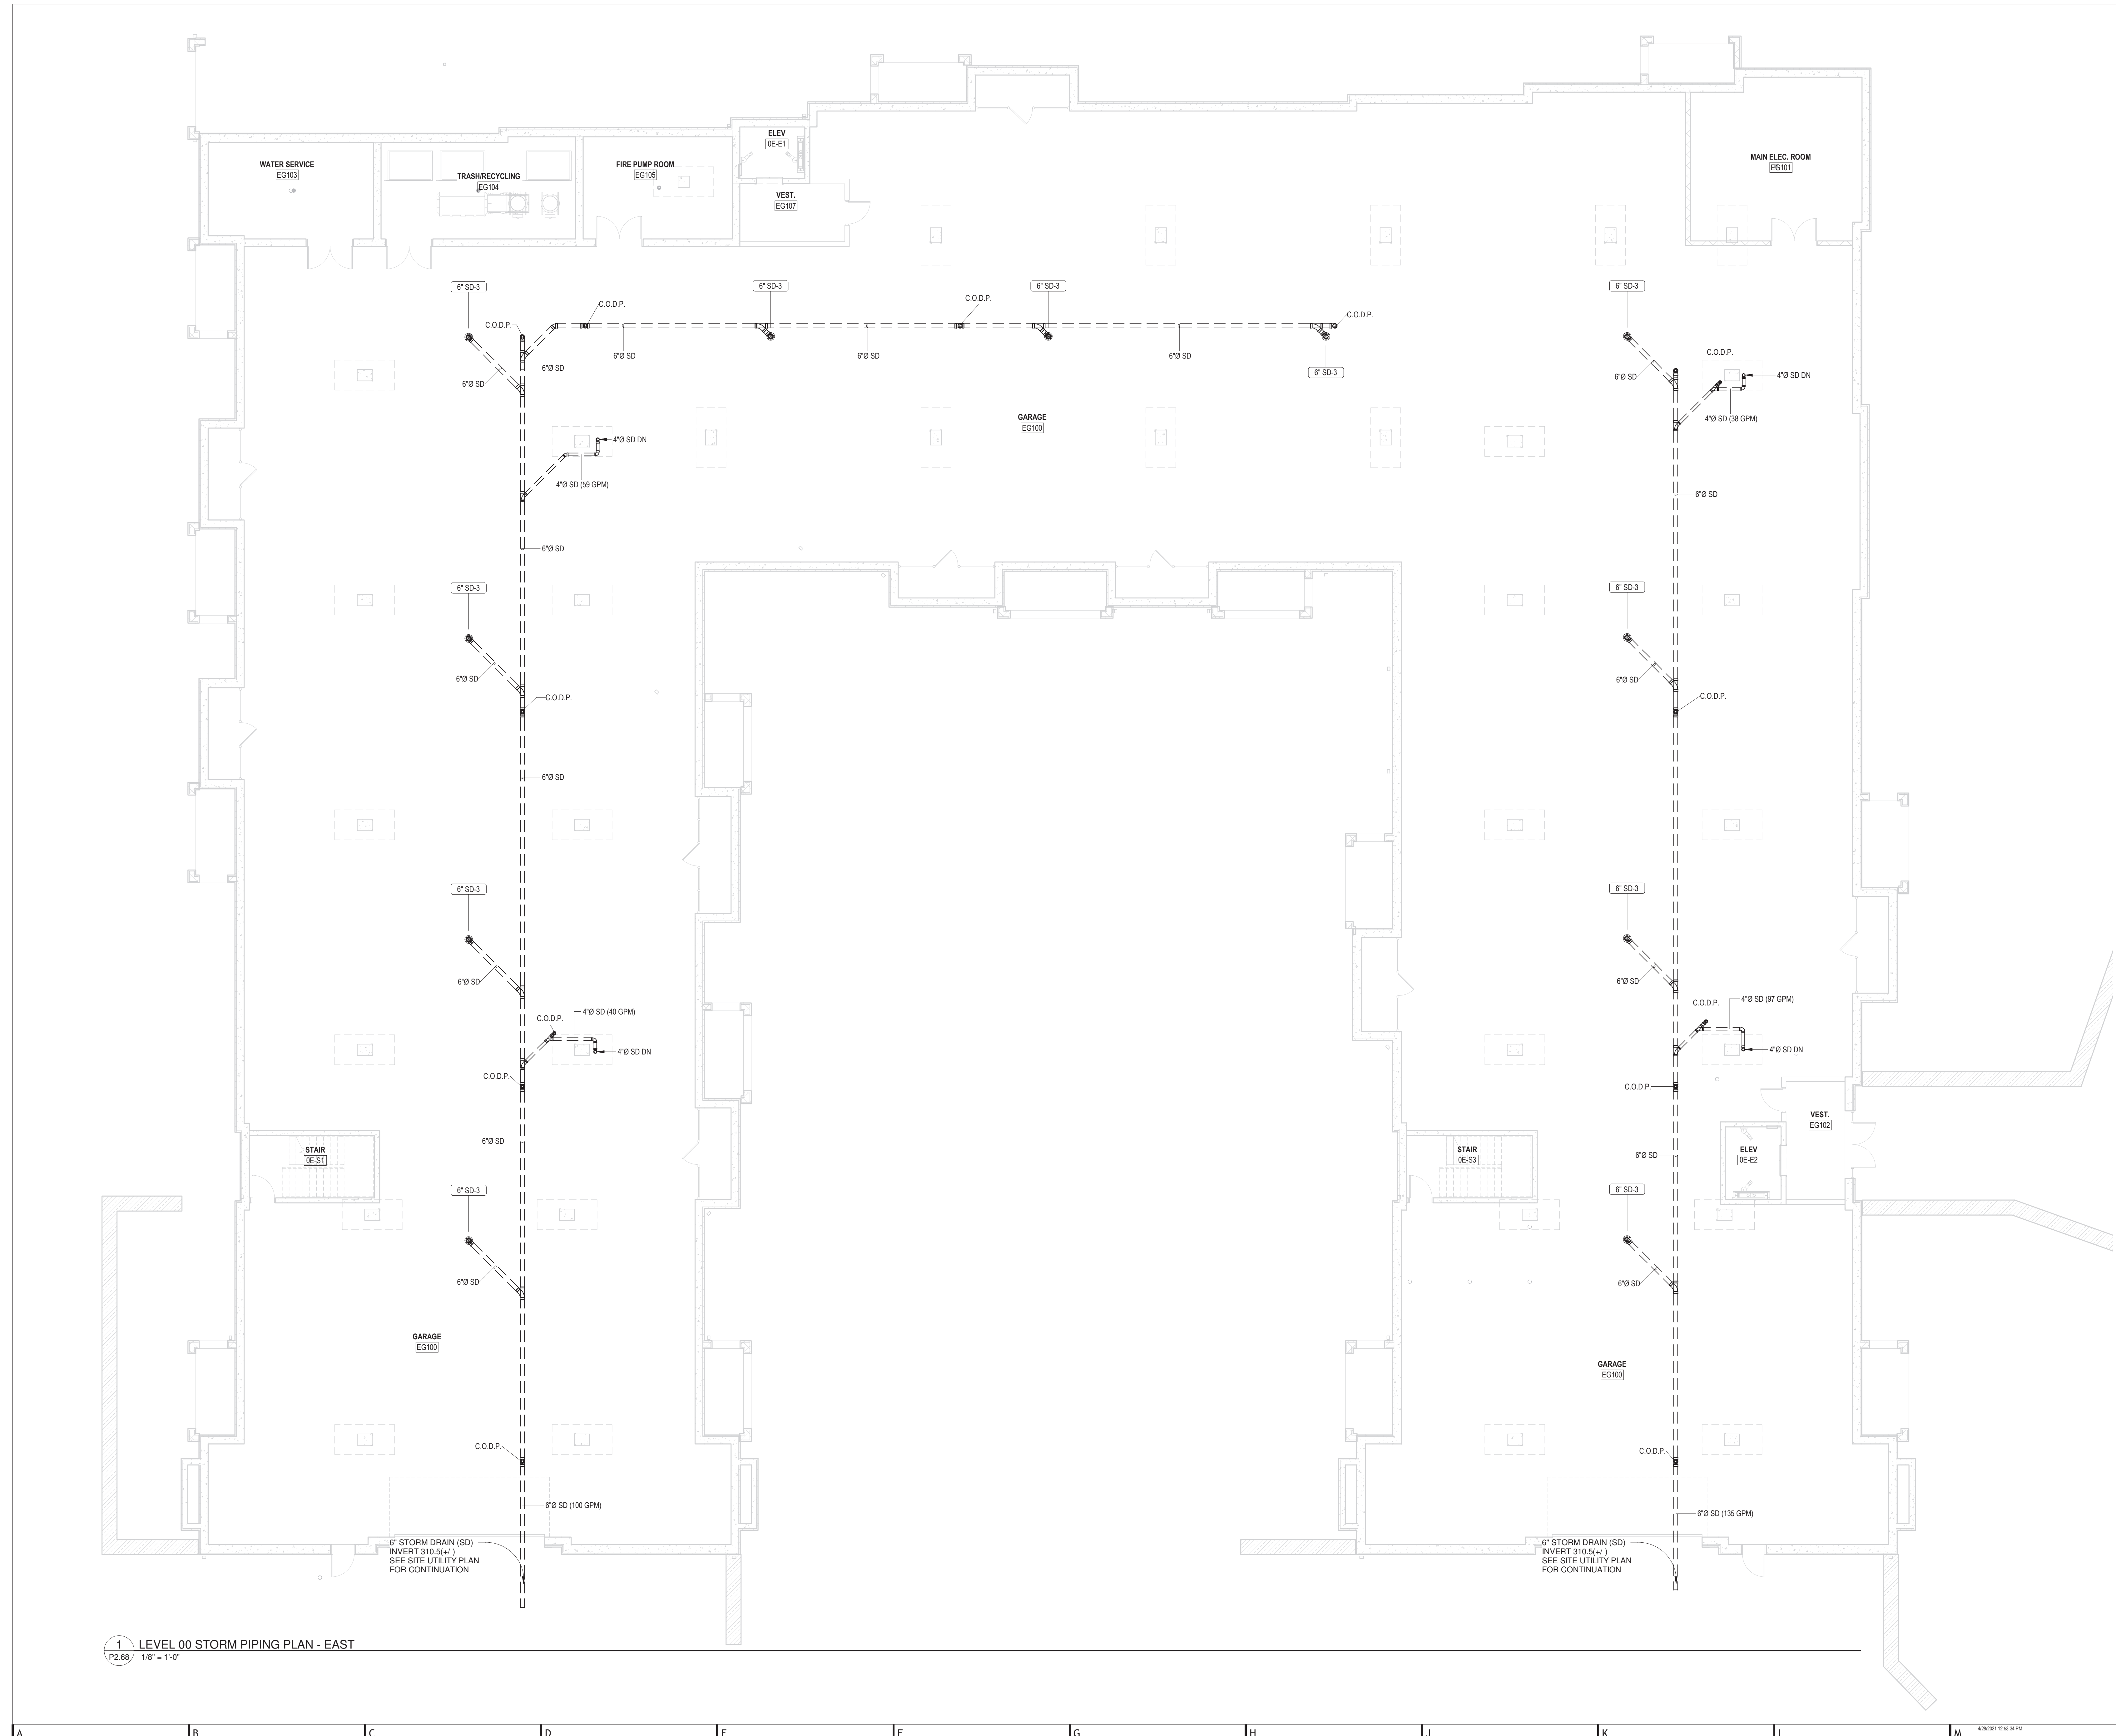 ELEV
0E-E1
WATER SERVICE
EG103
TRASH/RECYCLING
EG104
FIRE PUMP ROOM
EG105
MAIN ELEC. ROOM
EG101
VEST.
EG107
6" SD-3
6" SD-3
6" SD-3
6" SD-3
C.O.D.P.
C.O.D.P.
C.O.D.P.
C.O.D.P.
6"Ø SD
6"Ø SD
6"Ø SD
6"Ø SD
6"Ø SD
6" SD-3
C.O.D.P.
6"Ø SD
4"Ø SD DN
4"Ø SD (38 GPM)
GARAGE
EG100
4"Ø SD DN
4"Ø SD (59 GPM)
6"Ø SD
6"Ø SD
6" SD-3
6" SD-3
6"Ø SD
6"Ø SD
C.O.D.P.
C.O.D.P.
6"Ø SD
6" SD-3
6" SD-3
6"Ø SD
6"Ø SD
4"Ø SD (97 GPM)
C.O.D.P.
4"Ø SD (40 GPM)
C.O.D.P.
4"Ø SD DN
4"Ø SD DN
C.O.D.P.
C.O.D.P.
VEST.
EG102
6"Ø SD
STAIR
0E-S1
STAIR
0E-S3
6"Ø SD
ELEV
0E-E2
6" SD-3
6" SD-3
6"Ø SD
6"Ø SD
GARAGE
EG100
GARAGE
EG100
C.O.D.P.
C.O.D.P.
6"Ø SD (100 GPM)
6"Ø SD (135 GPM)
6" STORM DRAIN (SD)
INVERT 310.5(+/-)
SEE SITE UTILITY PLAN
FOR CONTINUATION
6" STORM DRAIN (SD)
INVERT 310.5(+/-)
SEE SITE UTILITY PLAN
FOR CONTINUATION
1
P2.68
LEVEL 00 STORM PIPING PLAN - EAST
1/8" = 1'-0"
4/28/2021 12:53:34 PM
A B C D E F G H J K L M